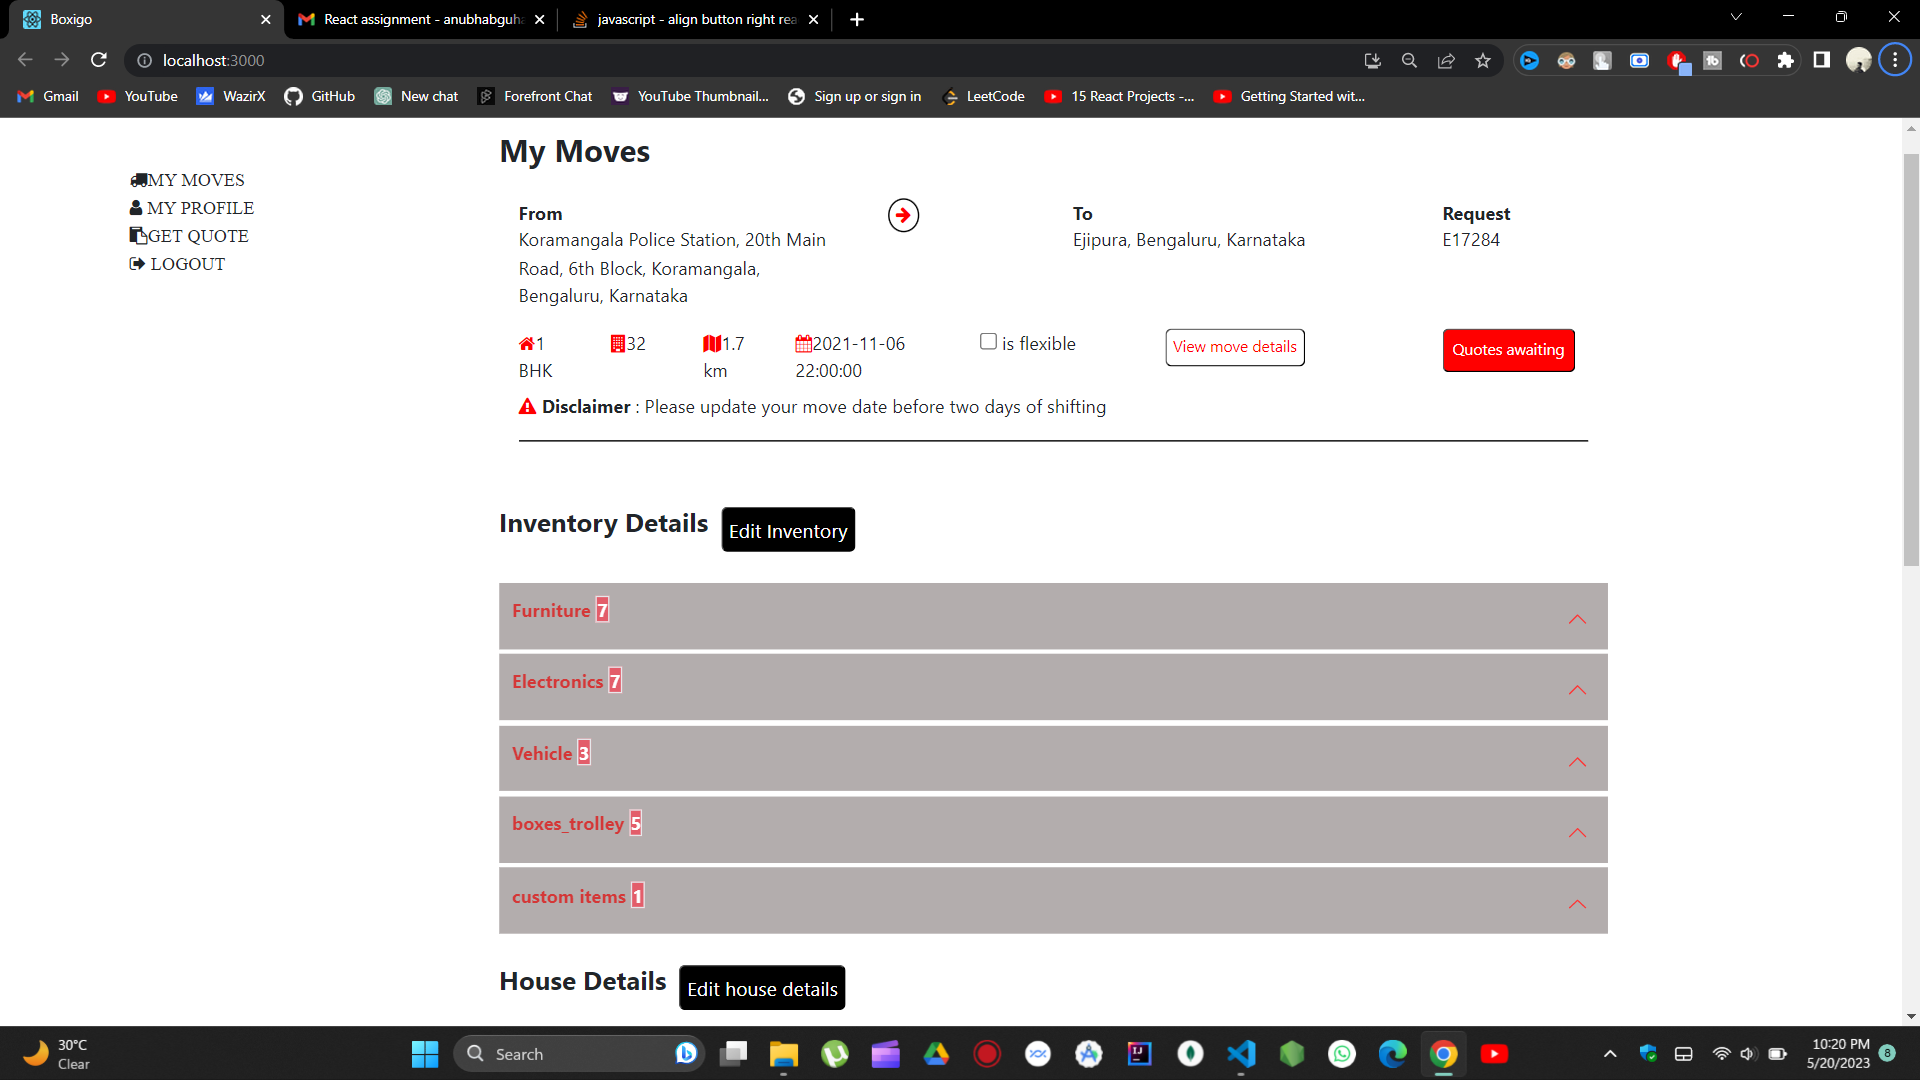 Boxigo
React assignment - anubhabguha
javascript - align button right rea
localhost:3000
Gmail
YouTube
WazirX
GitHub
New chat
Forefront Chat
YouTube Thumbnail...
Sign up or sign in
LeetCode
15 React Projects -...
Getting Started wit...
My Moves
MY MOVES
MY PROFILE
GET QUOTE
LOGOUT
From
Koramangala Police Station, 20th Main
Road, 6th Block, Koramangala,
Bengaluru, Karnataka
To
Ejipura, Bengaluru, Karnataka
Request
E17284
1
BHK
32
1.7
km
2021-11-06
22:00:00
is flexible
View move details
Quotes awaiting
Disclaimer : Please update your move date before two days of shifting
Inventory Details
Edit Inventory
Furniture 7
Electronics 7
Vehicle 3
boxes_trolley 5
custom items 1
House Details
Edit house details
30°C
Clear
Search
10:20 PM
5/20/2023
8